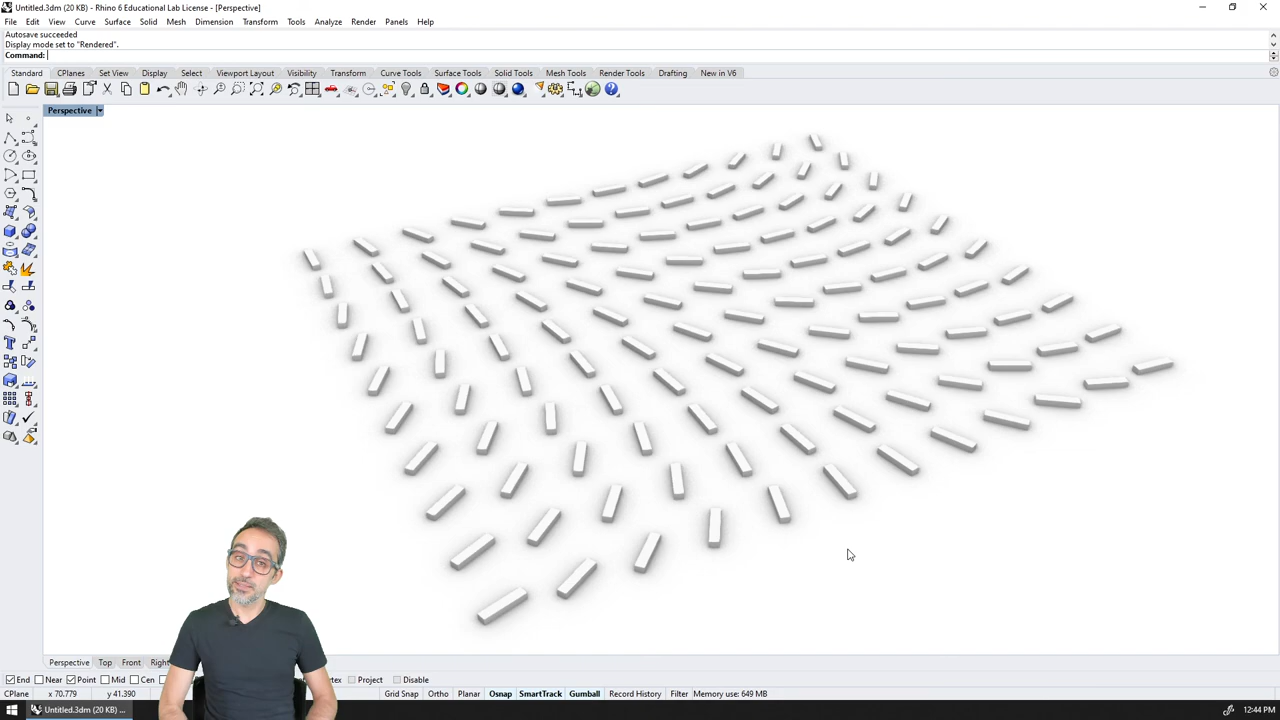 Untitled.3dm (20 KB) - Rhino 6 Educational Lab License - [Perspective]
File Edit View Curve Surface Solid Mesh Dimension Transform Tools Analyze Render Panels Help
Autosave succeeded
Display mode set to "Rendered".
Command:
Standard CPlanes Set View Display Select Viewport Layout Visibility Transform Curve Tools Surface Tools Solid Tools Mesh Tools Render Tools Drafting New in V6
Perspective
Perspective Top Front Right
End Near Point Mid Cen Project Disable
CPlane x 70.779 y 41.390 Grid Snap Ortho Planar Osnap SmartTrack Gumball Record History Filter Memory use: 649 MB
Untitled.3dm (20 KB) ... 12:44 PM